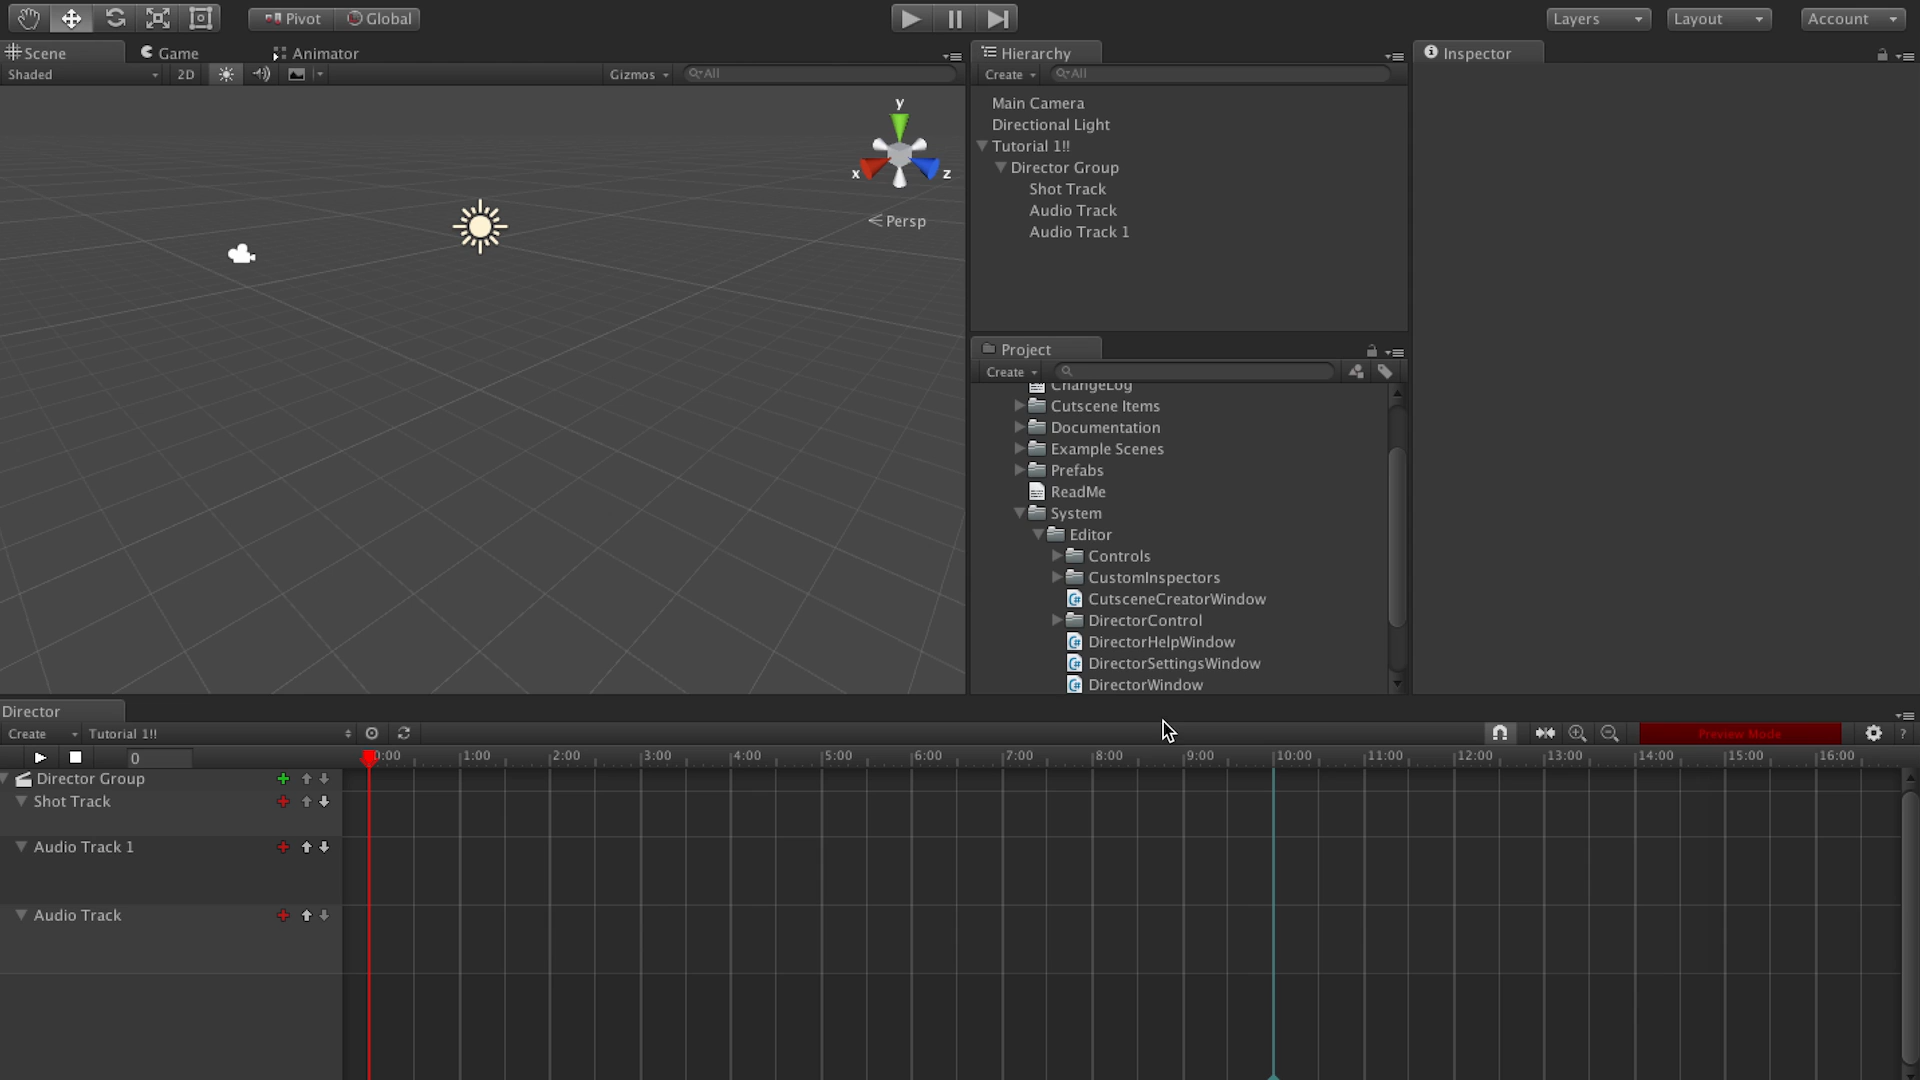 Pivot Global Layers Layout Account
Scene Game Animator
Shaded 2D Gizmos All
y
x z
Persp
Hierarchy
Create All
Main Camera
Directional Light
Tutorial 1!!
Director Group
Shot Track
Audio Track
Audio Track 1
Inspector
Project
Create
ChangeLog
Cutscene Items
Documentation
Example Scenes
Prefabs
ReadMe
System
Editor
Controls
CustomInspectors
CutsceneCreatorWindow
DirectorControl
DirectorHelpWindow
DirectorSettingsWindow
DirectorWindow
Director
Create Tutorial 1!! Preview Mode ?
0 0:00 1:00 2:00 3:00 4:00 5:00 6:00 7:00 8:00 9:00 10:00 11:00 12:00 13:00 14:00 15:00 16:00
Director Group
Shot Track
Audio Track 1
Audio Track